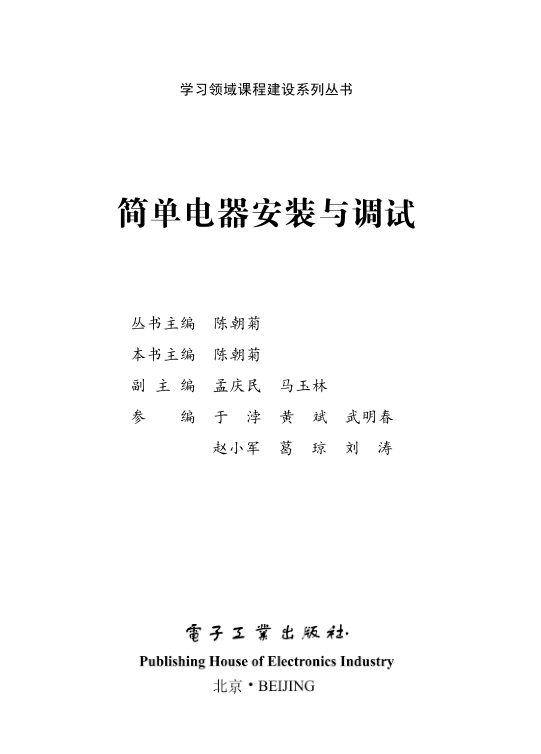 学习领域课程建设系列丛书
简单电器安装与调试
丛书主编 陈朝菊
本书主编 陈朝菊
副 主 编 孟庆民 马玉林
参 编 于 浡 黄 斌 武明春
赵小军 葛 琼 刘 涛
電子工業出版社·
Publishing House of Electronics Industry
北京·BEIJING